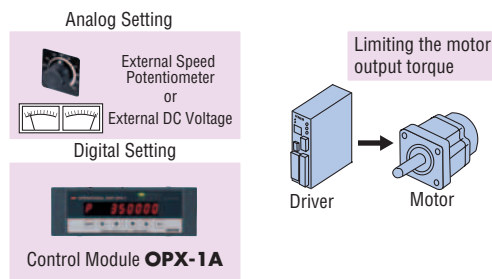 Analog Setting
External Speed
Potentiometer
or
External DC Voltage
Digital Setting
P 350000
Control Module OPX-1A
Limiting the motor
output torque
Driver
Motor